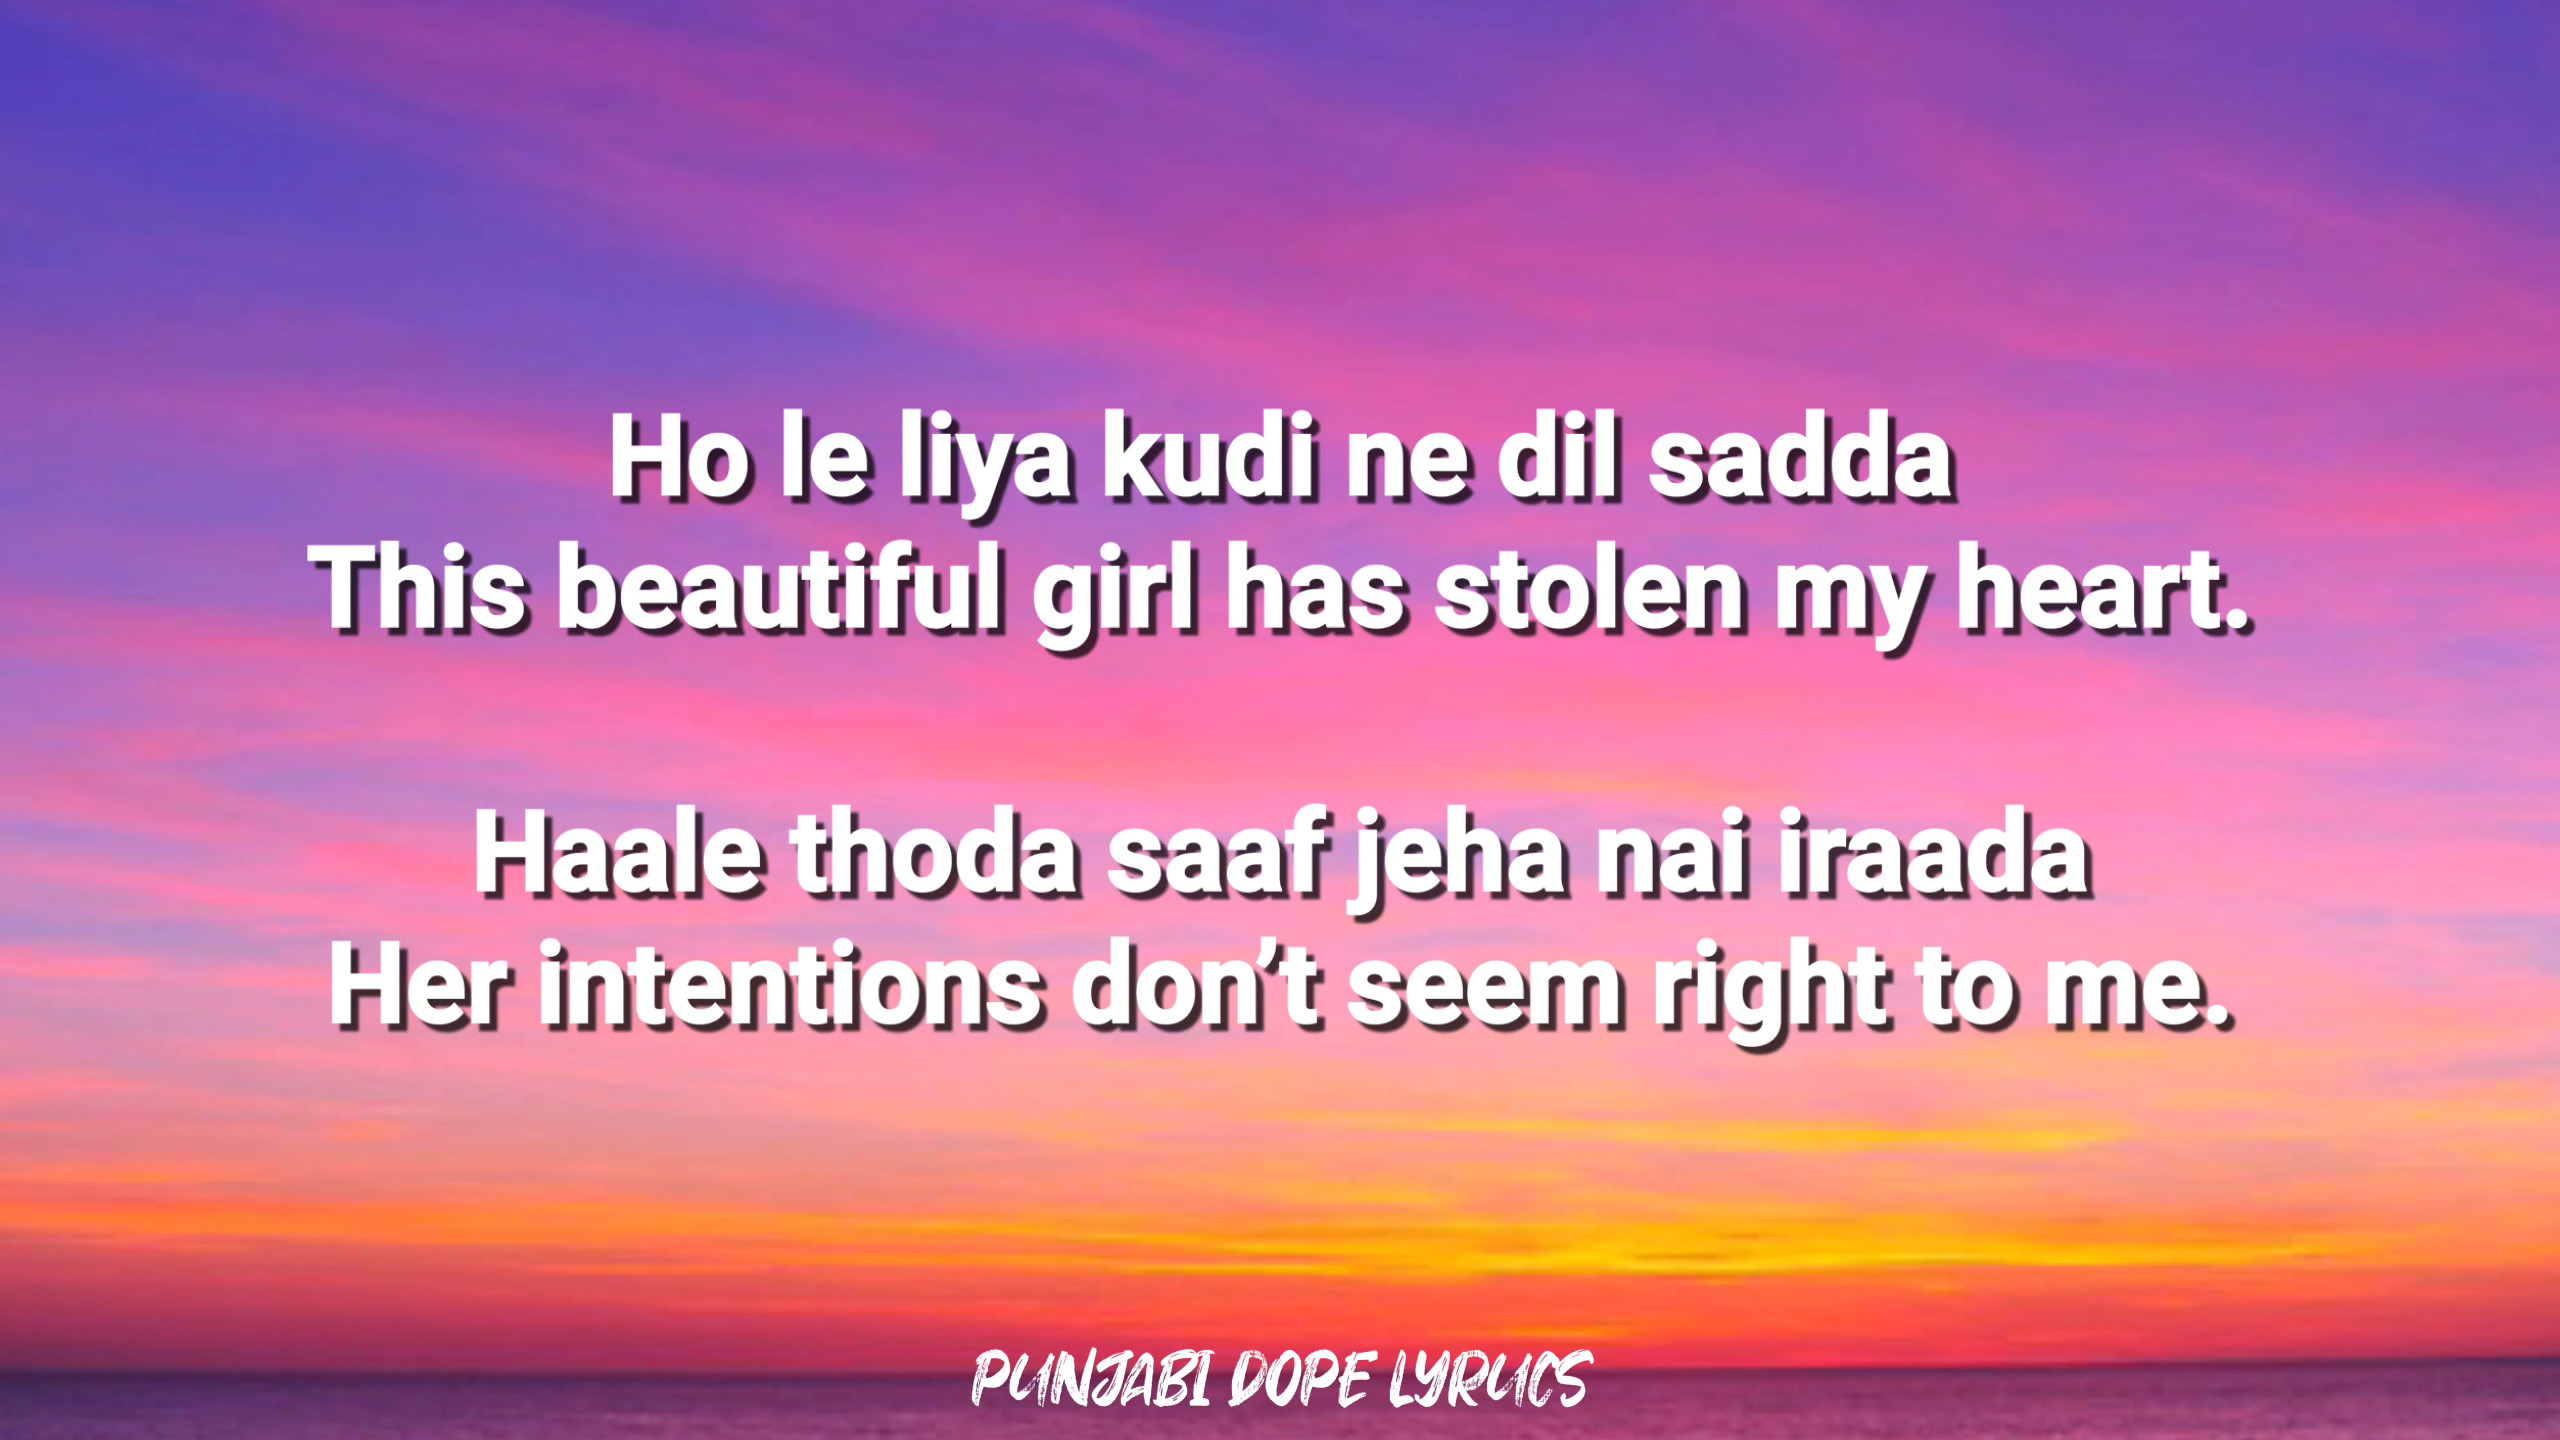 Ho le liya kudi ne dil sadda
This beautiful girl has stolen my heart.
Haale thoda saaf jeha nai iraada
Her intentions don’t seem right to me.
PUNJABI DOPE LYRICS